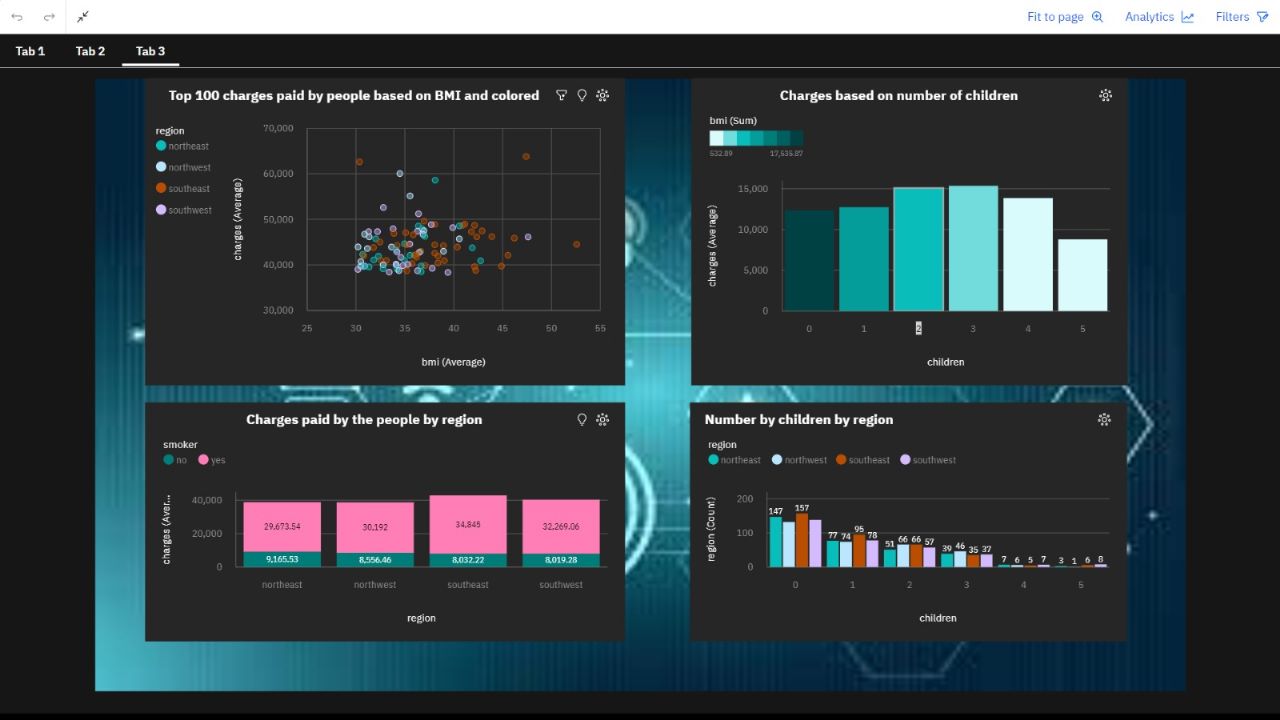 Fit to page
Analytics
Filters
Tab 1
Tab 2
Tab 3
Top 100 charges paid by people based on BMI and colored
region
northeast
northwest
southeast
southwest
charges (Average)
70,000
60,000
50,000
40,000
30,000
25 30 35 40 45 50 55
bmi (Average)
Charges based on number of children
bmi (Sum)
532.89 17,535.87
charges (Average)
15,000
10,000
5,000
0
0 1 2 3 4 5
children
Charges paid by the people by region
smoker
no yes
charges (Aver...
40,000
20,000
0
29,673.54 30,192 34,845 32,269.06
9,165.53 8,556.46 8,032.22 8,019.28
northeast northwest southeast southwest
region
Number by children by region
region
northeast northwest southeast southwest
region (Count)
200
100
0
147 157 77 74 95 78 51 66 66 57 39 46 35 37 7 6 5 7 3 1 6 8
0 1 2 3 4 5
children